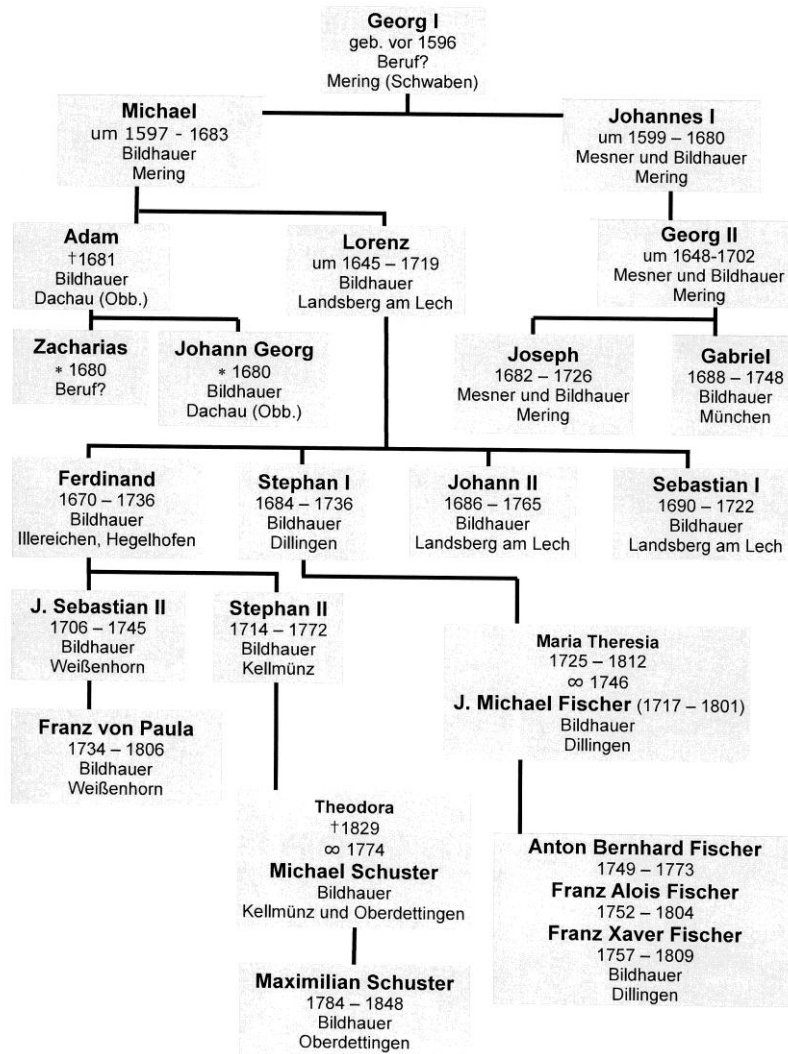 Georg I
geb. vor 1596
Beruf?
Mering (Schwaben)
Michael
um 1597 - 1683
Bildhauer
Mering
Johannes I
um 1599 – 1680
Mesner und Bildhauer
Mering
Adam
†1681
Bildhauer
Dachau (Obb.)
Lorenz
um 1645 – 1719
Bildhauer
Landsberg am Lech
Georg II
um 1648-1702
Mesner und Bildhauer
Mering
Zacharias
* 1680
Beruf?
Johann Georg
* 1680
Bildhauer
Dachau (Obb.)
Joseph
1682 – 1726
Mesner und Bildhauer
Mering
Gabriel
1688 – 1748
Bildhauer
München
Ferdinand
1670 – 1736
Bildhauer
Illereichen, Hegelhofen
Stephan I
1684 – 1736
Bildhauer
Dillingen
Johann II
1686 – 1765
Bildhauer
Landsberg am Lech
Sebastian I
1690 – 1722
Bildhauer
Landsberg am Lech
J. Sebastian II
1706 – 1745
Bildhauer
Weißenhorn
Stephan II
1714 – 1772
Bildhauer
Kellmünz
Maria Theresia
1725 – 1812
∞ 1746
J. Michael Fischer (1717 – 1801)
Bildhauer
Dillingen
Franz von Paula
1734 – 1806
Bildhauer
Weißenhorn
Theodora
†1829
∞ 1774
Michael Schuster
Bildhauer
Kellmünz und Oberdettingen
Anton Bernhard Fischer
1749 – 1773
Franz Alois Fischer
1752 – 1804
Franz Xaver Fischer
1757 – 1809
Bildhauer
Dillingen
Maximilian Schuster
1784 – 1848
Bildhauer
Oberdettingen